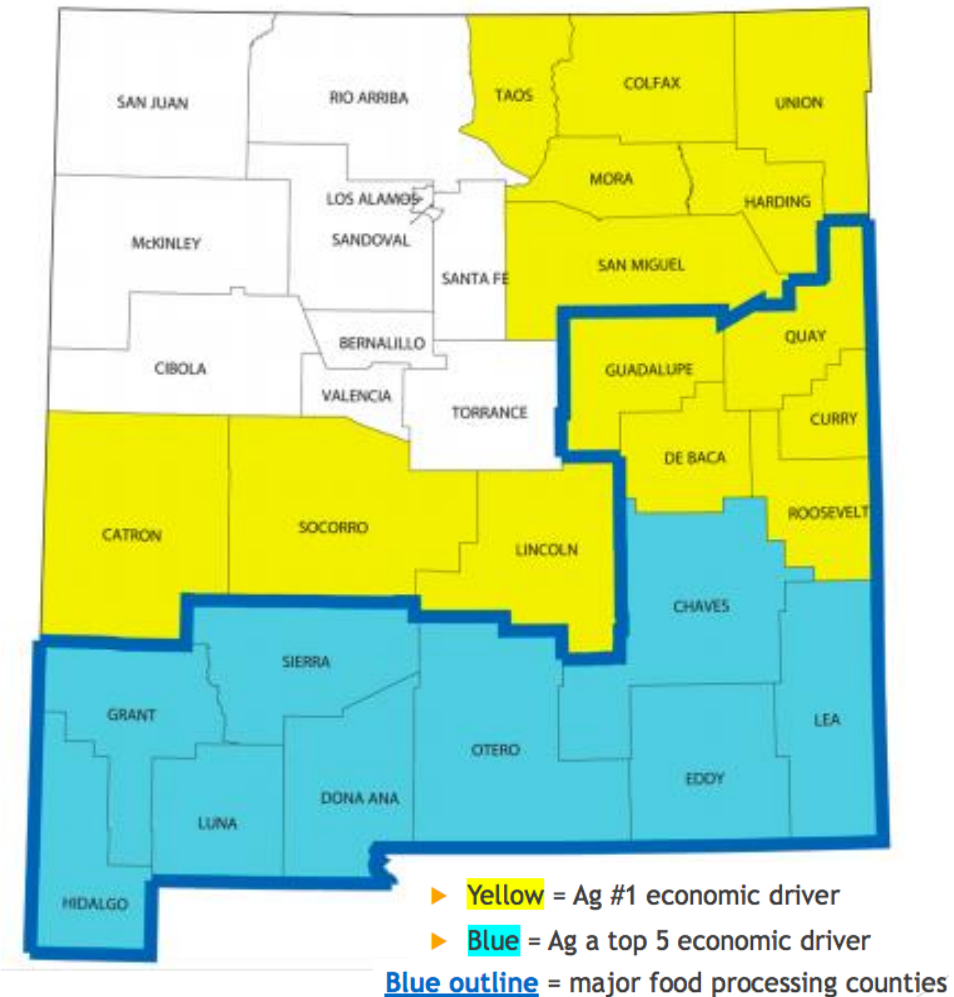 COLFAX
TAOS
RIO ARRIBA
SAN JUAN
UNION
MORA
LOS ALAMOS
HARDING
SANDOVAL
McKINLEY
SAN MIGUEL
SANTA FE
QUAY
BERNALILLO
CIBOLA
GUADALUPE
VALENCIA
TORRANCE
CURRY
DE BACA
ROOSEVELT
SOCORRO
CATRON
LINCOLN
CHAVES
SIERRA
GRANT
LEA
OTERO
EDDY
DONA ANA
LUNA
HIDALGO
Yellow = Ag #1 economic driver
Blue = Ag a top 5 economic driver
Blue outline = major food processing counties